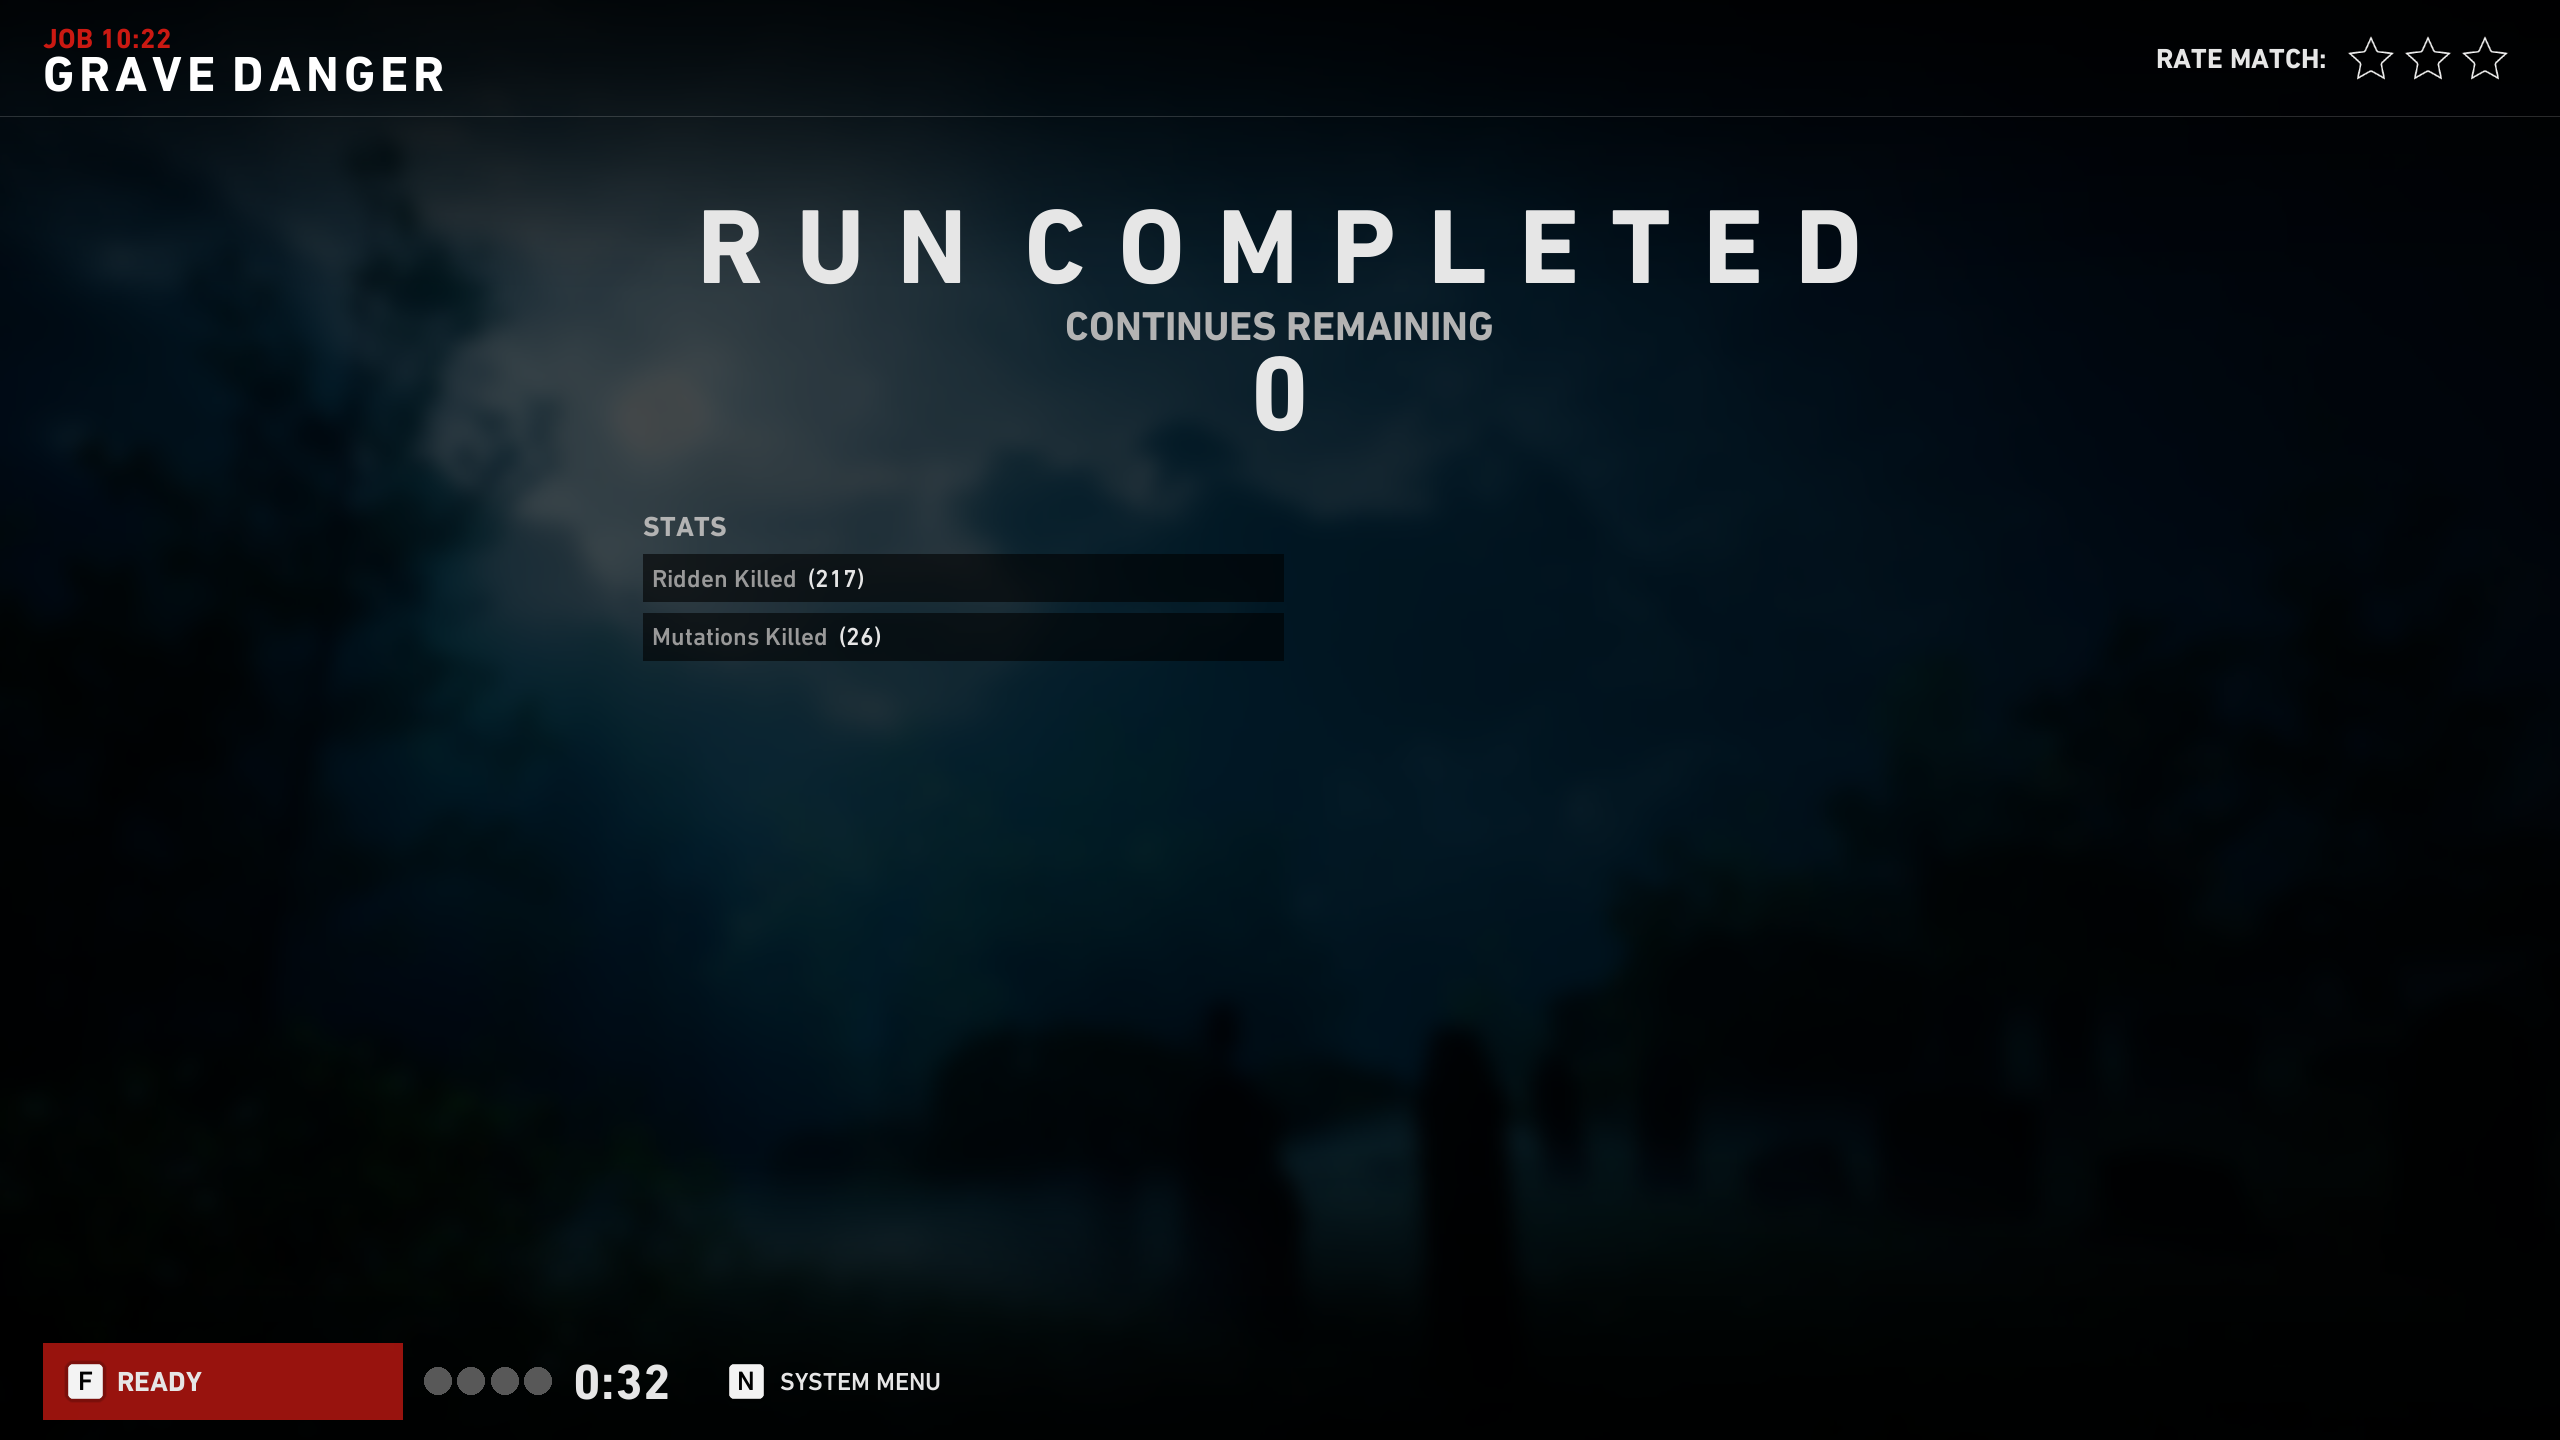 JOB 10:22
GRAVE DANGER
RATE MATCH:
RUN COMPLETED
CONTINUES REMAINING
0
STATS
Ridden Killed (217)
Mutations Killed (26)
F READY
0:32
N SYSTEM MENU